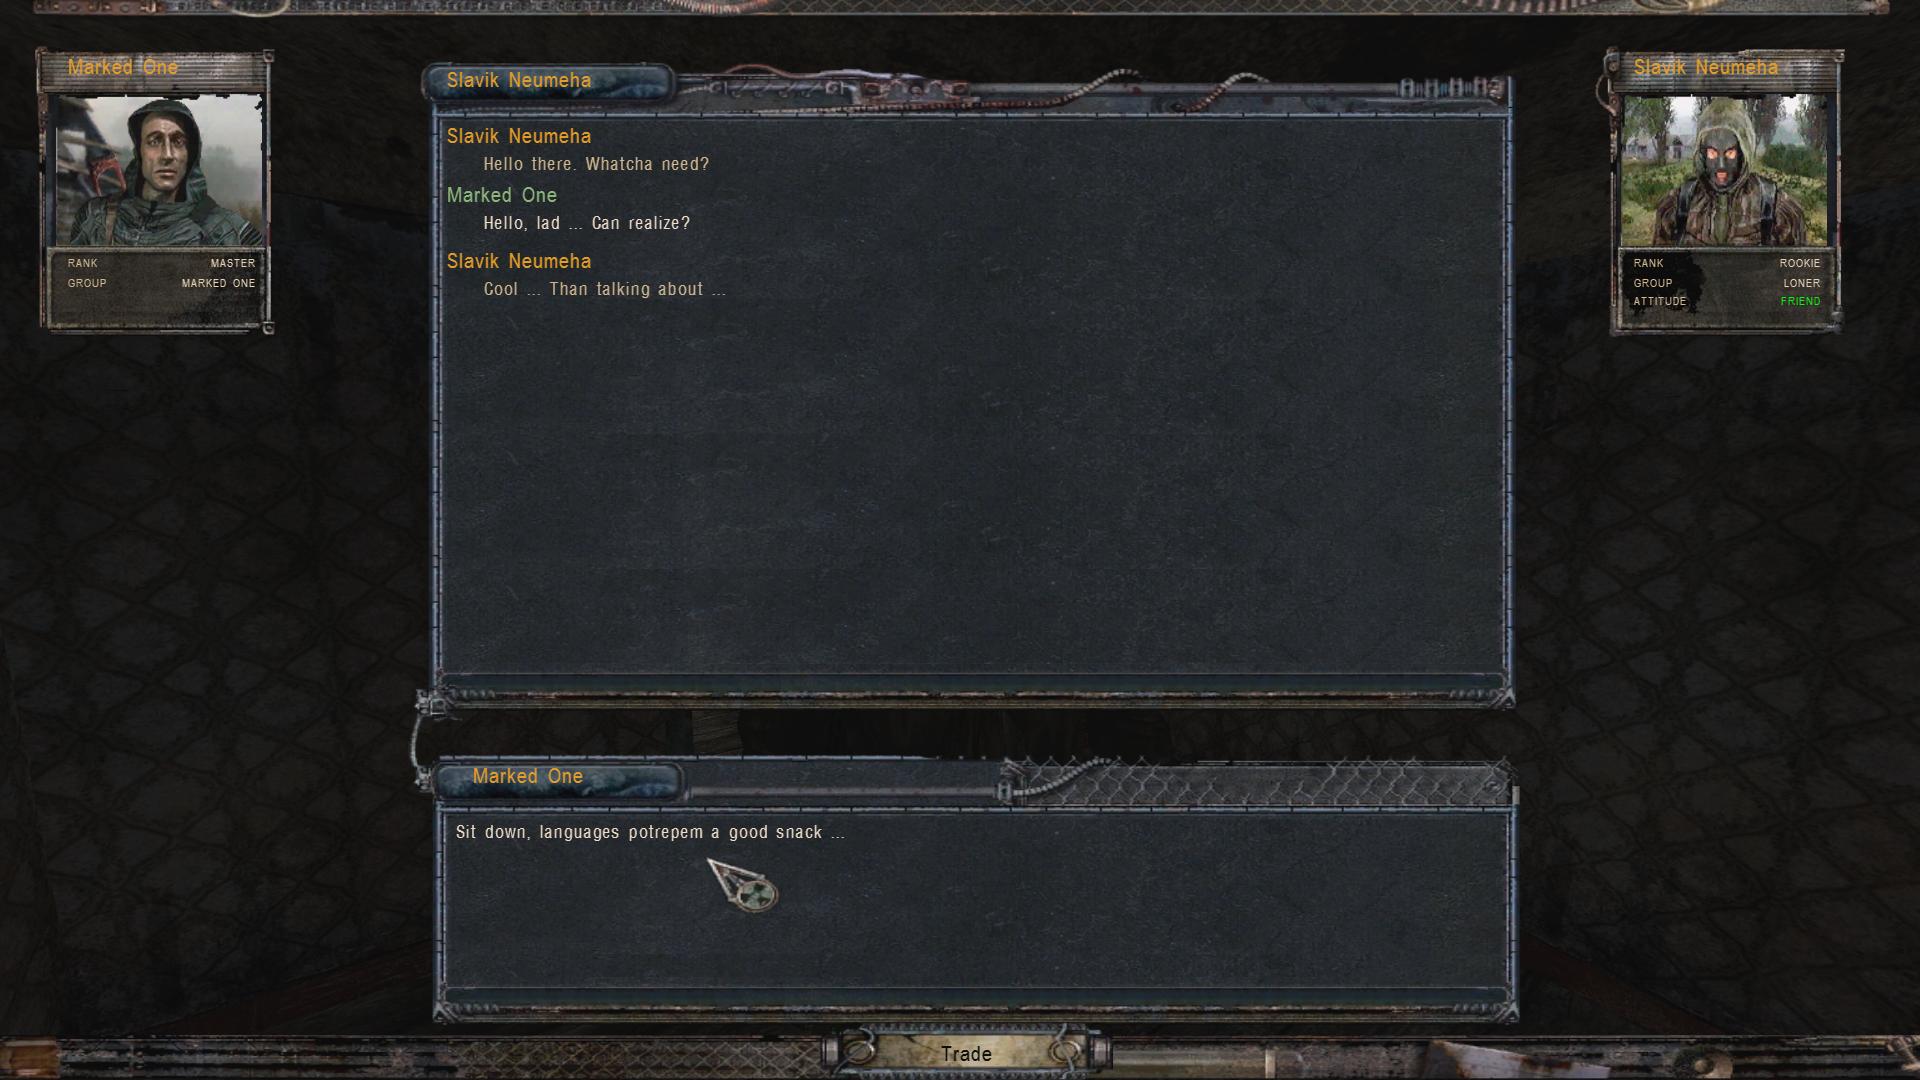 Marked One
RANK MASTER
GROUP MARKED ONE
Slavik Neumeha
Slavik Neumeha
Hello there. Whatcha need?
Marked One
Hello, lad ... Can realize?
Slavik Neumeha
Cool ... Than talking about ...
Slavik Neumeha
RANK ROOKIE
GROUP LONER
ATTITUDE FRIEND
Marked One
Sit down, languages potrepem a good snack ...
Trade